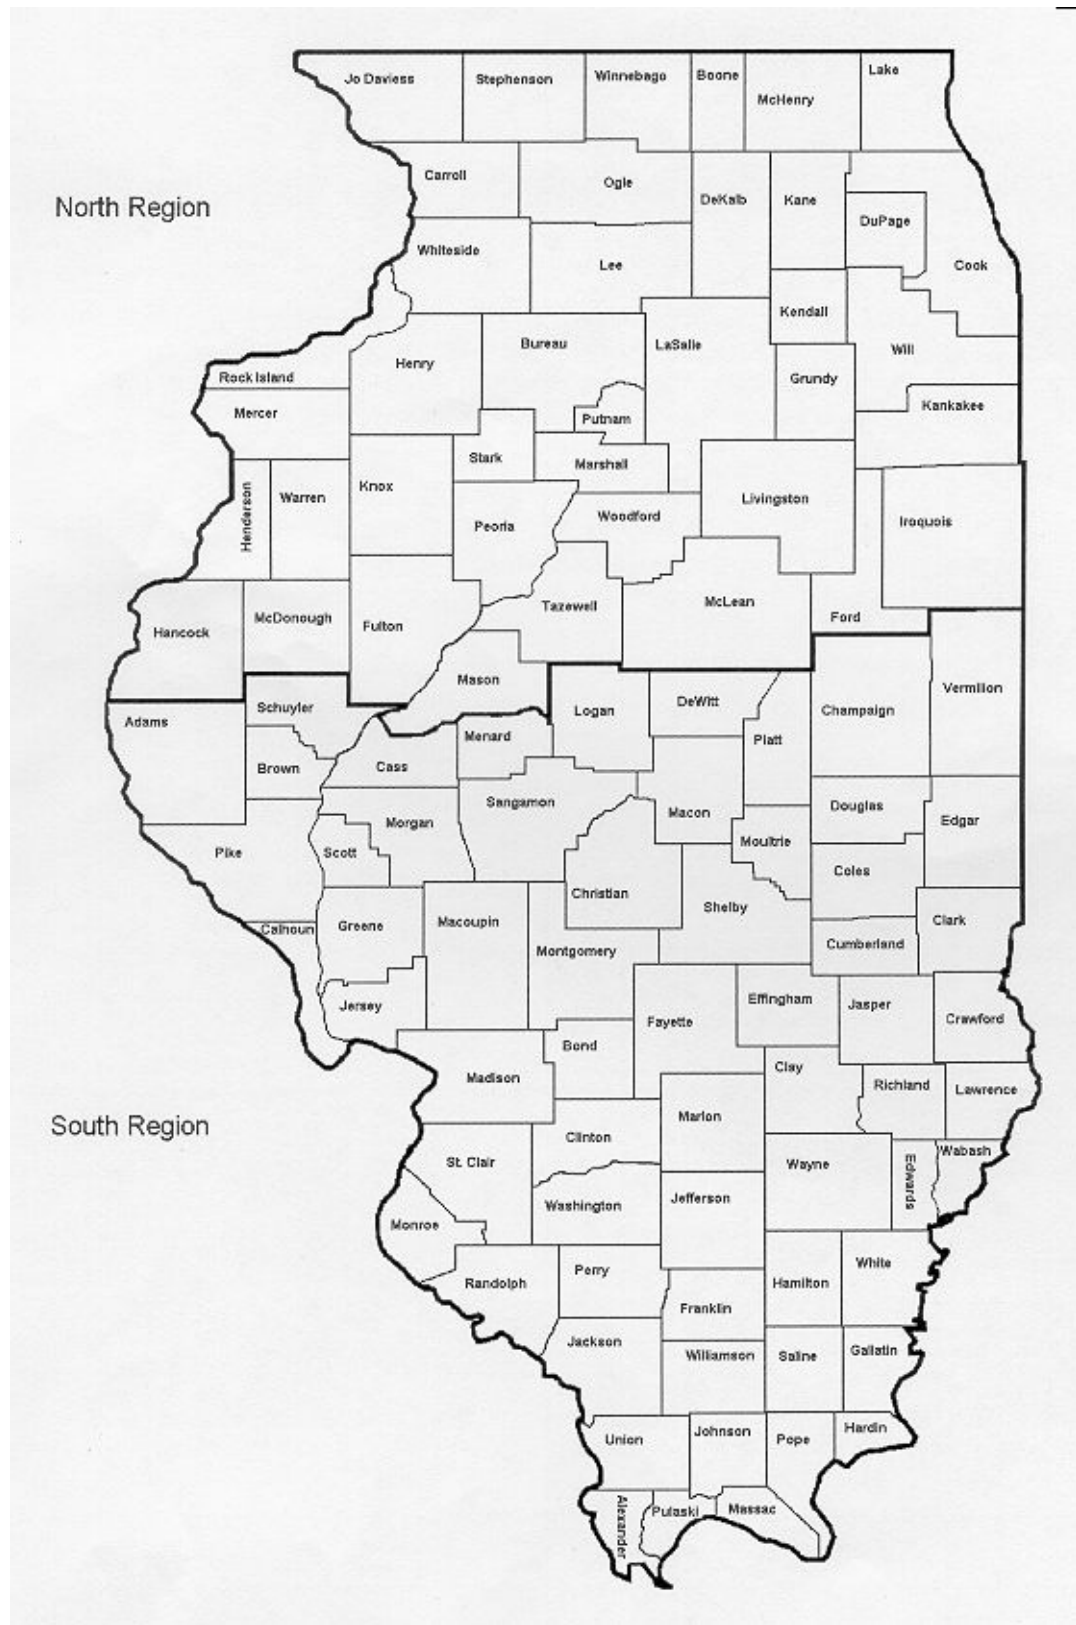 Jo Daviess
Stephenson
Winnebago
Boone
McHenry
Lake
Carroll
Ogle
DeKalb
Kane
DuPage
Cook
North Region
Whiteside
Lee
Kendall
Will
Rock Island
Henry
Bureau
LaSalle
Grundy
Kankakee
Mercer
Putnam
Henderson
Warren
Knox
Stark
Marshall
Peoria
Woodford
Livingston
Iroquois
Hancock
McDonough
Fulton
Tazewell
McLean
Ford
Mason
Adams
Schuyler
Logan
DeWitt
Champaign
Vermilion
Brown
Cass
Menard
Piatt
Sangamon
Macon
Douglas
Edgar
Pike
Scott
Morgan
Christian
Moultrie
Coles
Shelby
Calhoun
Greene
Macoupin
Montgomery
Cumberland
Clark
Jersey
Fayette
Effingham
Jasper
Crawford
Bond
Madison
Clay
Richland
Lawrence
South Region
Marion
Clinton
St. Clair
Wayne
Edwards
Wabash
Monroe
Washington
Jefferson
Randolph
Perry
Hamilton
White
Franklin
Jackson
Williamson
Saline
Gallatin
Union
Johnson
Pope
Hardin
Alexander
Pulaski
Massac